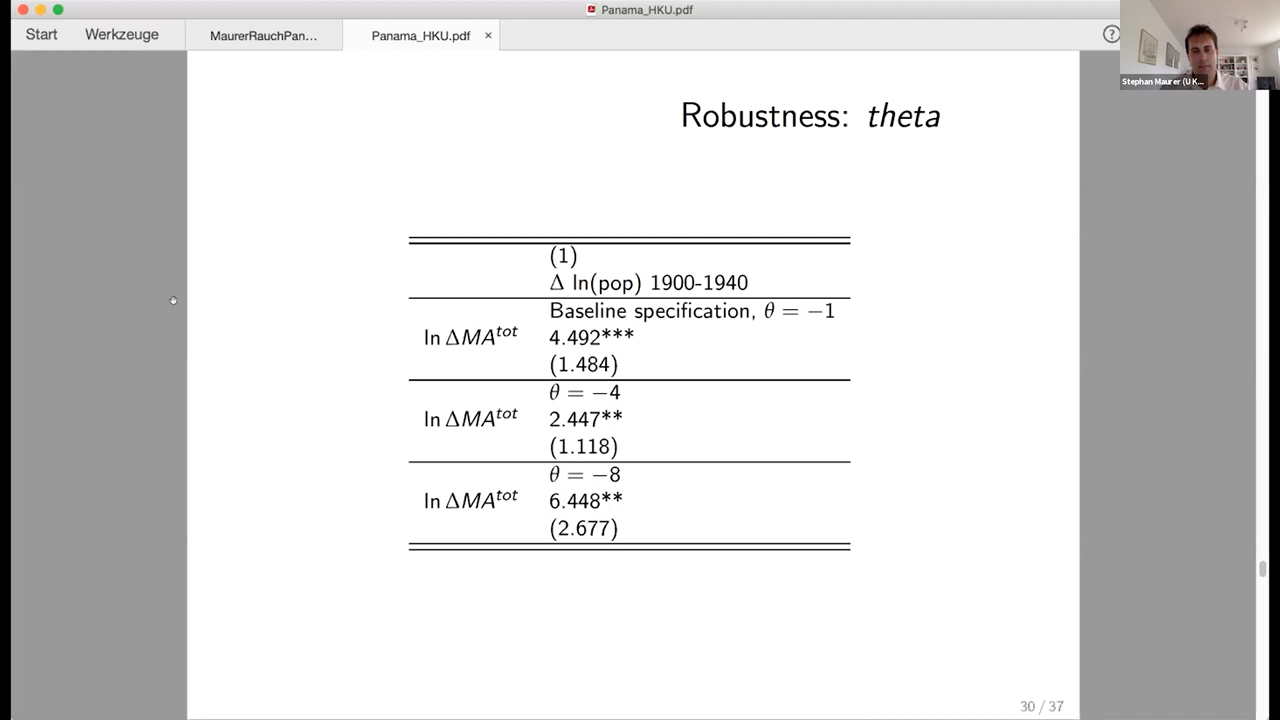 Panama_HKU.pdf
Start Werkzeuge MaurerRauchPan... Panama_HKU.pdf × ?
Stephan Maurer (U K...
Robustness: theta
(1)
Δ ln(pop) 1900-1940
Baseline specification, θ = −1
ln ΔMA^tot 4.492***
(1.484)
θ = −4
ln ΔMA^tot 2.447**
(1.118)
θ = −8
ln ΔMA^tot 6.448**
(2.677)
30 / 37